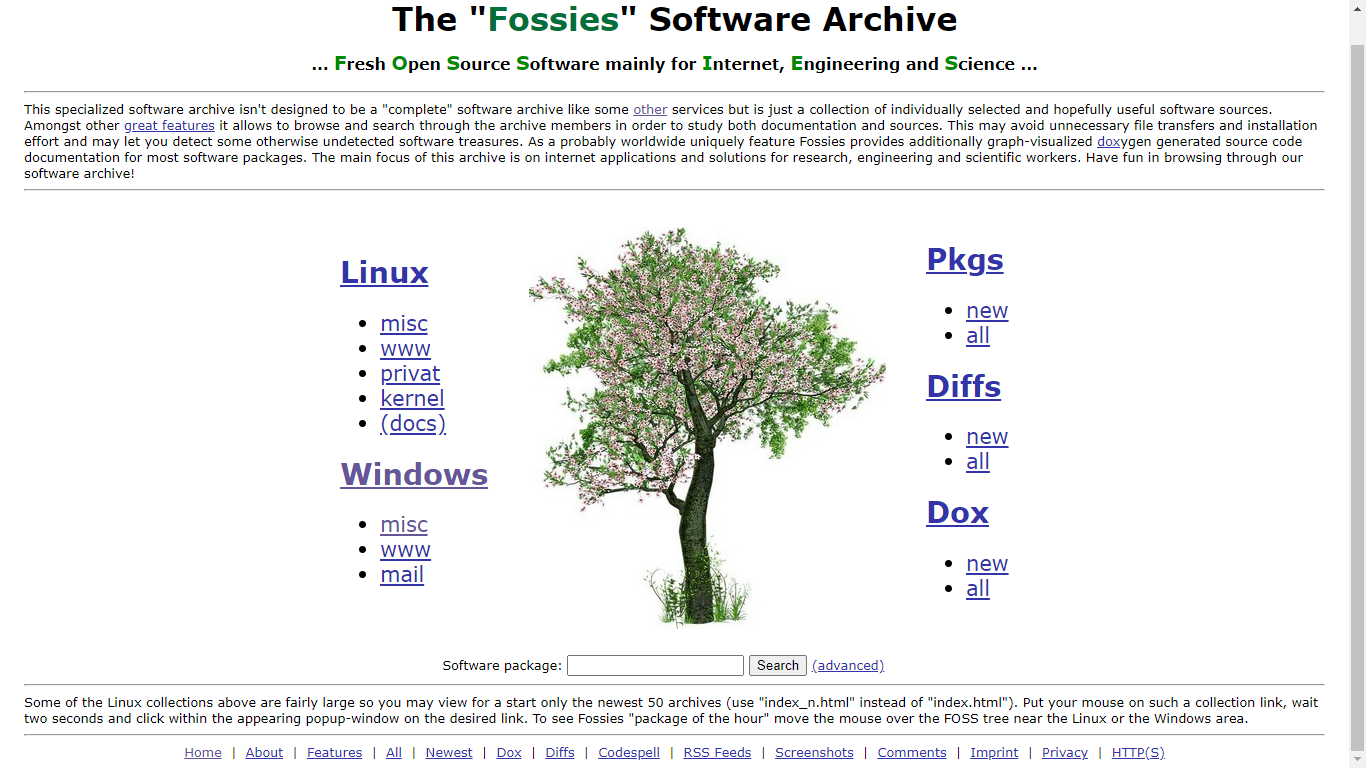 The "Fossies" Software Archive
... Fresh Open Source Software mainly for Internet, Engineering and Science ...
This specialized software archive isn't designed to be a "complete" software archive like some other services but is just a collection of individually selected and hopefully useful software sources.
Amongst other great features it allows to browse and search through the archive members in order to study both documentation and sources. This may avoid unnecessary file transfers and installation
effort and may let you detect some otherwise undetected software treasures. As a probably worldwide uniquely feature Fossies provides additionally graph-visualized doxygen generated source code
documentation for most software packages. The main focus of this archive is on internet applications and solutions for research, engineering and scientific workers. Have fun in browsing through our
software archive!
Linux
misc
www
privat
kernel
(docs)
Windows
misc
www
mail
Pkgs
new
all
Diffs
new
all
Dox
new
all
Software package: Search (advanced)
Some of the Linux collections above are fairly large so you may view for a start only the newest 50 archives (use "index_n.html" instead of "index.html"). Put your mouse on such a collection link, wait
two seconds and click within the appearing popup-window on the desired link. To see Fossies "package of the hour" move the mouse over the FOSS tree near the Linux or the Windows area.
Home | About | Features | All | Newest | Dox | Diffs | Codespell | RSS Feeds | Screenshots | Comments | Imprint | Privacy | HTTP(S)